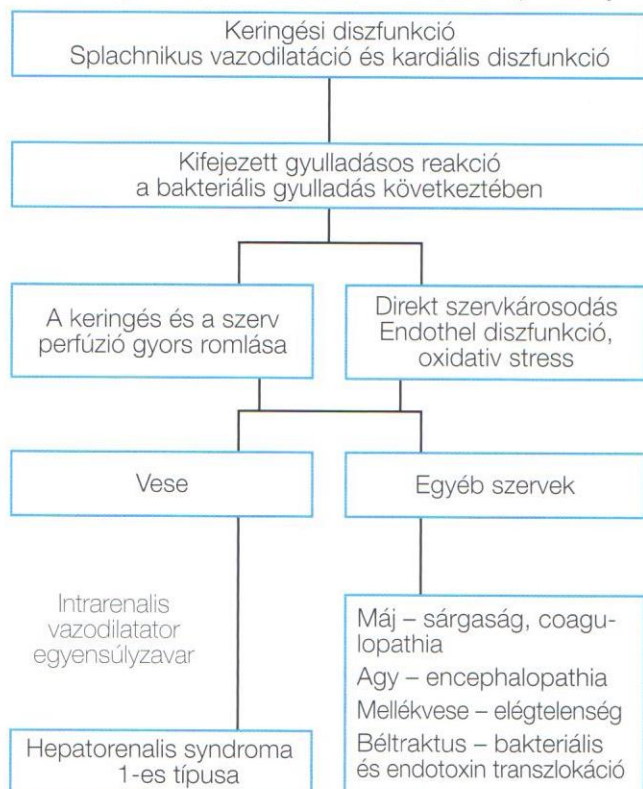 Keringési diszfunkció
Splachnikus vazodilatáció és kardiális diszfunkció
Kifejezett gyulladásos reakció
a bakteriális gyulladás következtében
A keringés és a szerv
perfúzió gyors romlása
Direkt szervkárosodás
Endothel diszfunkció,
oxidativ stress
Vese
Egyéb szervek
Intrarenalis
vazodilatator
egyensúlyzavar
Máj – sárgaság, coagu-
lopathia
Agy – encephalopathia
Mellékvese – elégtelenség
Béltraktus – bakteriális
és endotoxin transzlokáció
Hepatorenalis syndroma
1-es típusa